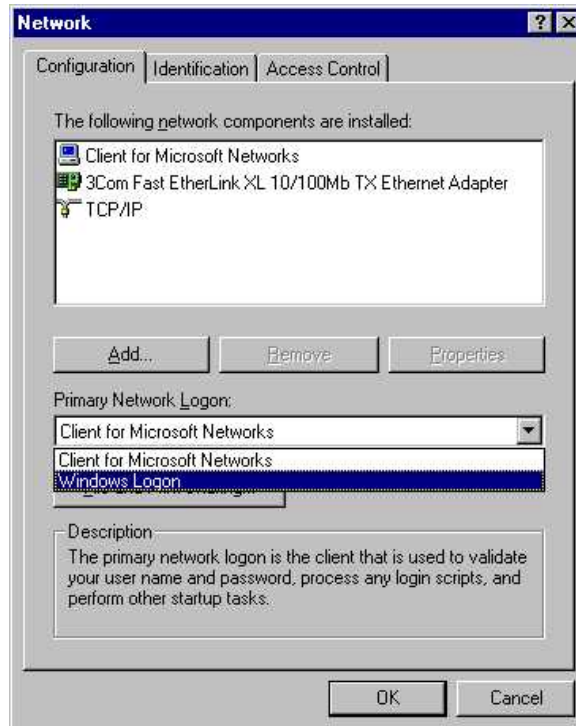 Network
Configuration Identification Access Control
The following network components are installed:
Client for Microsoft Networks
3Com Fast EtherLink XL 10/100Mb TX Ethernet Adapter
TCP/IP
Add... Remove Properties
Primary Network Logon:
Client for Microsoft Networks
Client for Microsoft Networks
Windows Logon
Description
The primary network logon is the client that is used to validate
your user name and password, process any login scripts, and
perform other startup tasks.
OK Cancel